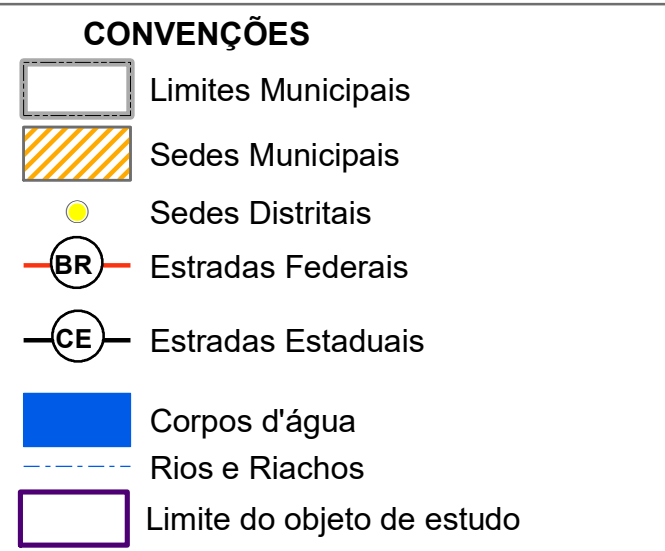 CONVENÇÕES
Limites Municipais
Sedes Municipais
Sedes Distritais
BR Estradas Federais
CE Estradas Estaduais
Corpos d'água
Rios e Riachos
Limite do objeto de estudo